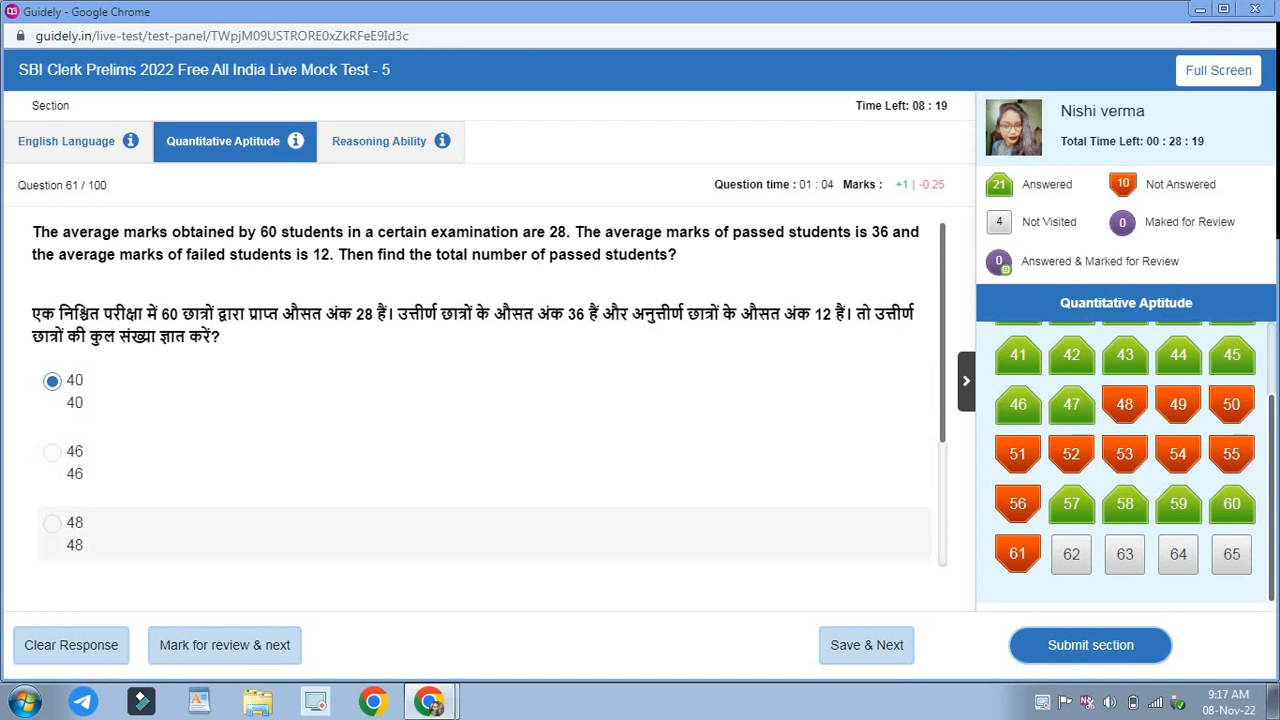 Guidely - Google Chrome
guidely.in/live-test/test-panel/TWpjM09USTRORE0xZkRFeE9Id3c
SBI Clerk Prelims 2022 Free All India Live Mock Test - 5
Full Screen
Section
Time Left: 08 : 19
English Language
Quantitative Aptitude
Reasoning Ability
Question 61 / 100
Question time : 01 : 04 Marks : +1 | -0.25
The average marks obtained by 60 students in a certain examination are 28. The average marks of passed students is 36 and
the average marks of failed students is 12. Then find the total number of passed students?
एक निश्चित परीक्षा में 60 छात्रों द्वारा प्राप्त औसत अंक 28 हैं। उत्तीर्ण छात्रों के औसत अंक 36 हैं और अनुत्तीर्ण छात्रों के औसत अंक 12 हैं। तो उत्तीर्ण
छात्रों की कुल संख्या ज्ञात करें?
40
40
46
46
48
48
Clear Response
Mark for review & next
Save & Next
Nishi verma
Total Time Left: 00 : 28 : 19
21 Answered
10 Not Answered
4 Not Visited
0 Maked for Review
0 Answered & Marked for Review
Quantitative Aptitude
41 42 43 44 45
46 47 48 49 50
51 52 53 54 55
56 57 58 59 60
61 62 63 64 65
Submit section
9:17 AM
08-Nov-22